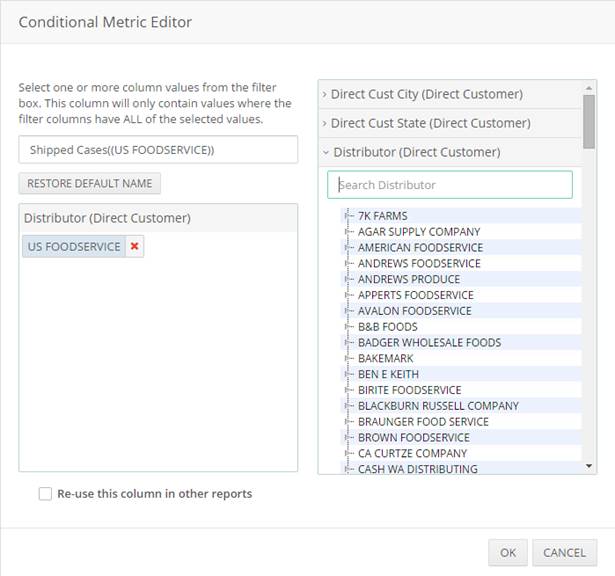 Conditional Metric Editor
Select one or more column values from the filter
box. This column will only contain values where the
filter columns have ALL of the selected values.
Shipped Cases((US FOODSERVICE))
RESTORE DEFAULT NAME
Distributor (Direct Customer)
US FOODSERVICE
Re-use this column in other reports
Direct Cust City (Direct Customer)
Direct Cust State (Direct Customer)
Distributor (Direct Customer)
Search Distributor
7K FARMS
AGAR SUPPLY COMPANY
AMERICAN FOODSERVICE
ANDREWS FOODSERVICE
ANDREWS PRODUCE
APPERTS FOODSERVICE
AVALON FOODSERVICE
B&B FOODS
BADGER WHOLESALE FOODS
BAKEMARK
BEN E KEITH
BIRITE FOODSERVICE
BLACKBURN RUSSELL COMPANY
BRAUNGER FOOD SERVICE
BROWN FOODSERVICE
CA CURTZE COMPANY
CASH WA DISTRIBUTING
OK
CANCEL